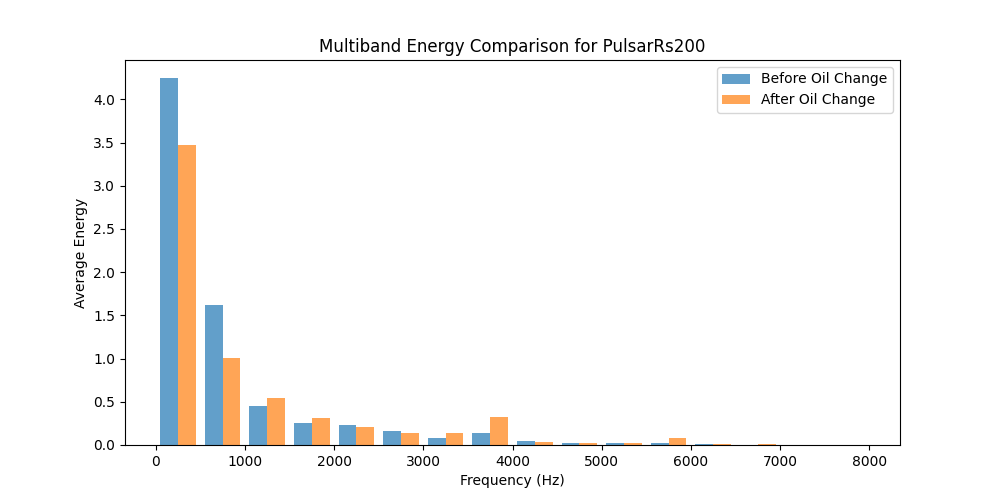 Multiband Energy Comparison for PulsarRs200
Before Oil Change
After Oil Change
4.0
3.5
3.0
2.5
2.0
1.5
1.0
0.5
0.0
Average Energy
0 1000 2000 3000 4000 5000 6000 7000 8000
Frequency (Hz)